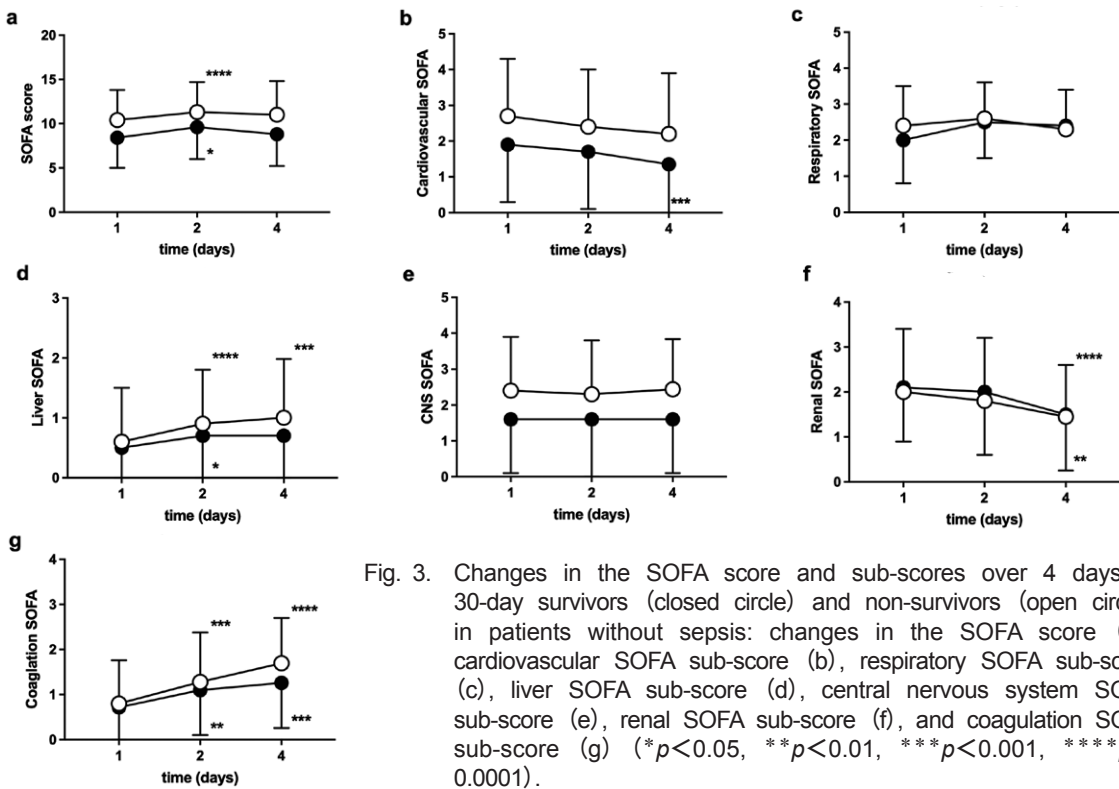 a
SOFA score
20
15
10
5
0
1
2
4
time (days)
****
*
b
Cardiovascular SOFA
5
4
3
2
1
0
1
2
4
time (days)
***
c
Respiratory SOFA
5
4
3
2
1
0
1
2
4
time (days)
d
Liver SOFA
3
2
1
0
1
2
4
time (days)
****
***
*
e
CNS SOFA
5
4
3
2
1
0
1
2
4
time (days)
f
Renal SOFA
4
3
2
1
0
1
2
4
time (days)
****
**
g
Coaglation SOFA
4
3
2
1
0
1
2
4
time (days)
***
****
**
***
Fig. 3. Changes in the SOFA score and sub-scores over 4 days
30-day survivors (closed circle) and non-survivors (open
in patients without sepsis: changes in the SOFA score
cardiovascular SOFA sub-score (b), respiratory SOFA
(c), liver SOFA sub-score (d), central nervous system
sub-score (e), renal SOFA sub-score (f), and coagulation
sub-score (g) (*p<0.05, **p<0.01, ***p<0.001, ****
0.0001).